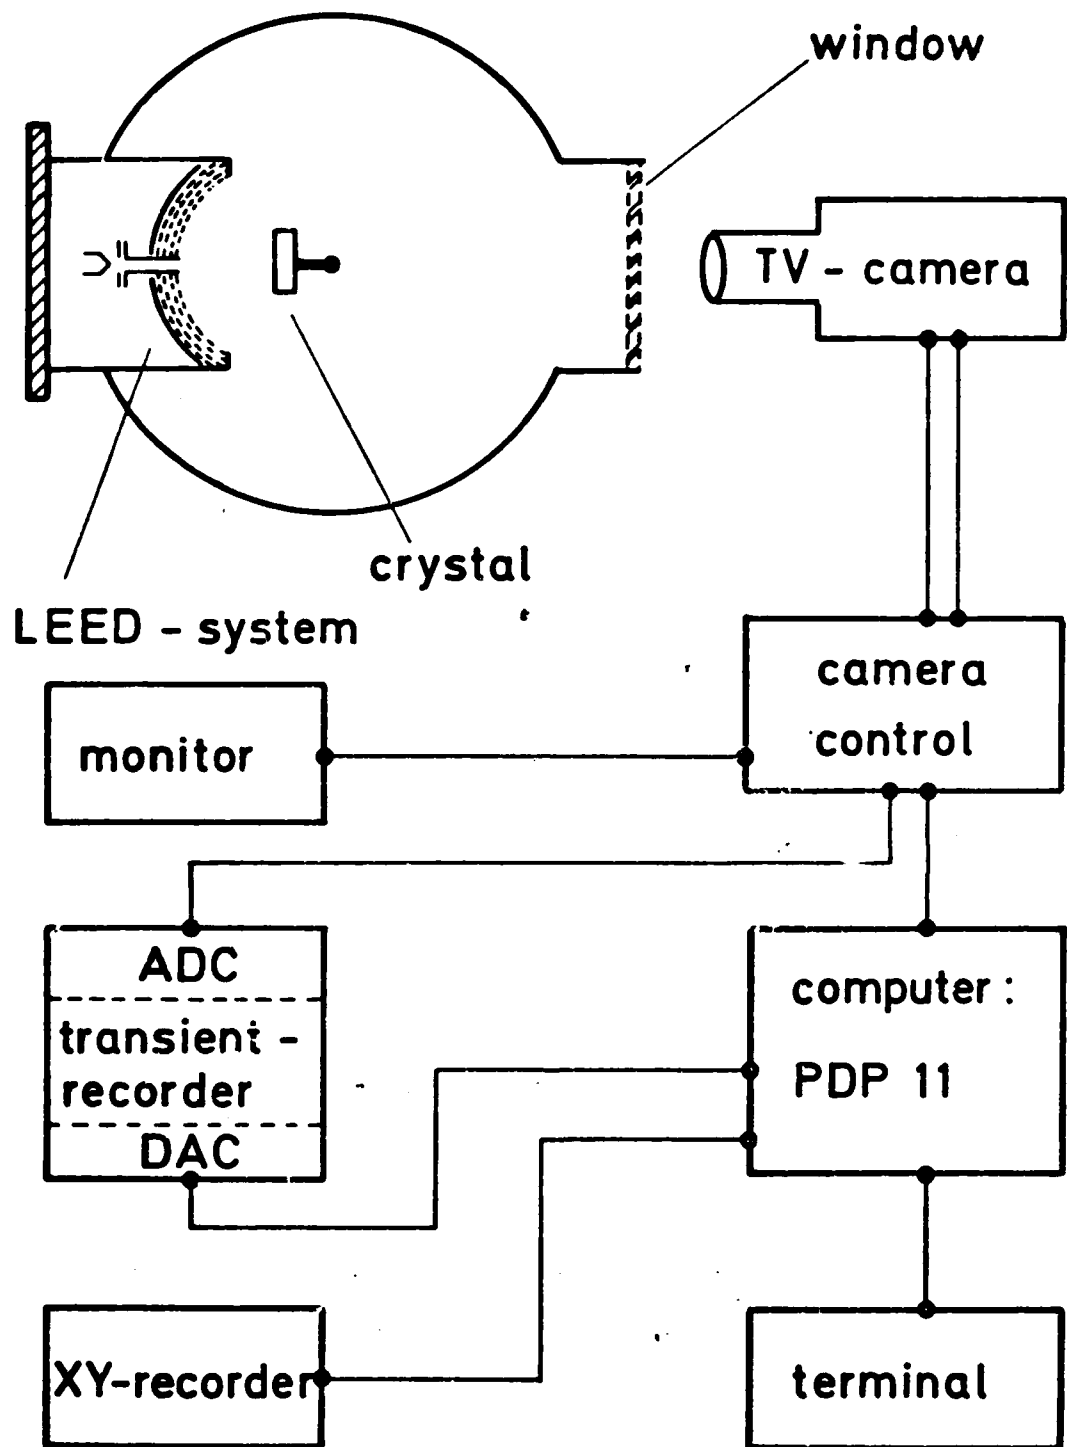 window
TV - camera
crystal
LEED - system
camera
control
monitor
ADC
transient -
recorder
DAC
computer :
PDP 11
XY-recorder
terminal